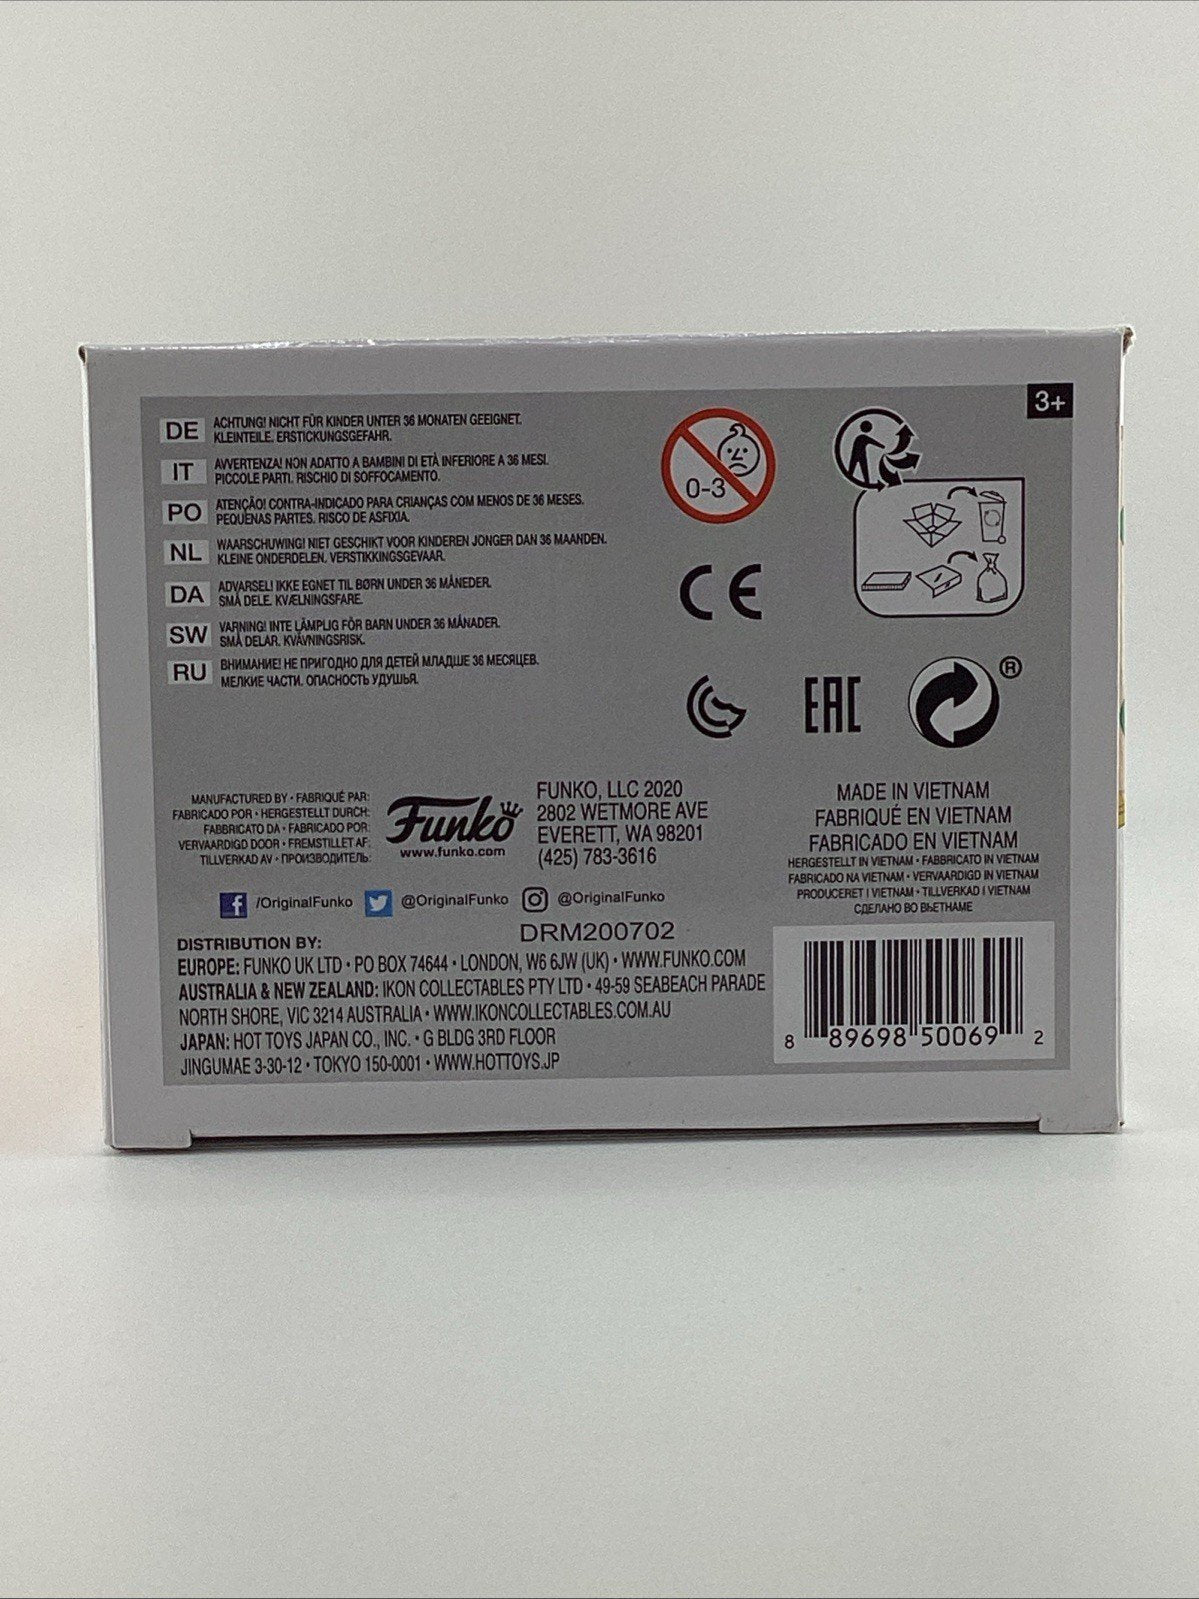 3+
DE ACHTUNG! NICHT FÜR KINDER UNTER 36 MONATEN GEEIGNET.
KLEINTEILE. ERSTICKUNGSGEFAHR.
IT AVVERTENZA! NON ADATTO A BAMBINI DI ETÀ INFERIORE A 36 MESI.
PICCOLE PARTI. RISCHIO DI SOFFOCAMENTO.
PO ATENÇÃO! CONTRA-INDICADO PARA CRIANÇAS COM MENOS DE 36 MESES.
PEQUENAS PARTES. RISCO DE ASFIXIA.
NL WAARSCHUWING! NIET GESCHIKT VOOR KINDEREN JONGER DAN 36 MAANDEN.
KLEINE ONDERDELEN. VERSTIKKINGSGEVAAR.
DA ADVARSEL! IKKE EGNET TIL BØRN UNDER 36 MÅNEDER.
SMÅ DELE. KVÆLNINGSFARE.
SW VARNING! INTE LÄMPLIG FÖR BARN UNDER 36 MÅNADER.
SMÅ DELAR. KVÄVNINGSRISK.
RU ВНИМАНИЕ! НЕ ПРИГОДНО ДЛЯ ДЕТЕЙ МЛАДШЕ 36 МЕСЯЦЕВ.
МЕЛКИЕ ЧАСТИ. ОПАСНОСТЬ УДУШЬЯ.
0-3
CE
EAC
®
MANUFACTURED BY • FABRIQUÉ PAR:
FABRICADO POR • HERGESTELLT DURCH:
FABBRICATO DA • FABRICADO POR:
VERVAARDIGD DOOR • FREMSTILLET AF:
TILLVERKAD AV • ПРОИЗВОДИТЕЛЬ:
Funko
www.funko.com
FUNKO, LLC 2020
2802 WETMORE AVE
EVERETT, WA 98201
(425) 783-3616
MADE IN VIETNAM
FABRIQUÉ EN VIETNAM
FABRICADO EN VIETNAM
HERGESTELLT IN VIETNAM • FABBRICATO IN VIETNAM
FABRICADO NA VIETNAM • VERVAARDIGD IN VIETNAM
PRODUCERET I VIETNAM • TILLVERKAD I VIETNAM
СДЕЛАНО ВО ВЬЕТНАМЕ
/OriginalFunko @OriginalFunko @OriginalFunko
DRM200702
DISTRIBUTION BY:
EUROPE: FUNKO UK LTD • PO BOX 74644 • LONDON, W6 6JW (UK) • WWW.FUNKO.COM
AUSTRALIA & NEW ZEALAND: IKON COLLECTABLES PTY LTD • 49-59 SEABEACH PARADE
NORTH SHORE, VIC 3214 AUSTRALIA • WWW.IKONCOLLECTABLES.COM.AU
JAPAN: HOT TOYS JAPAN CO., INC. • G BLDG 3RD FLOOR
JINGUMAE 3-30-12 • TOKYO 150-0001 • WWW.HOTTOYS.JP
8 89698 50069 2